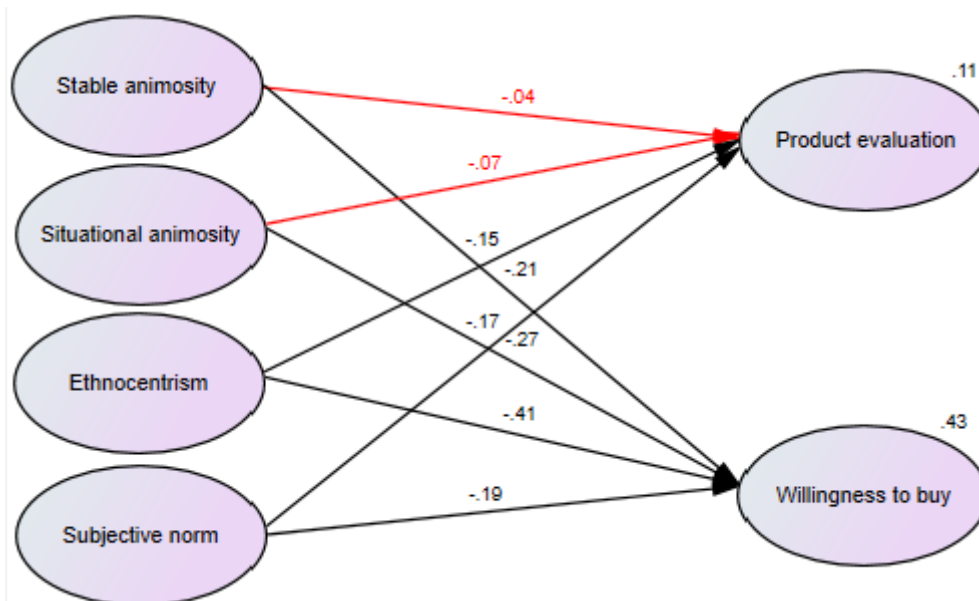 Stable animosity
Situational animosity
Ethnocentrism
Subjective norm
-.04
-.07
-.15
-.21
-.17
-.27
-.41
-.19
.11
Product evaluation
.43
Willingness to buy